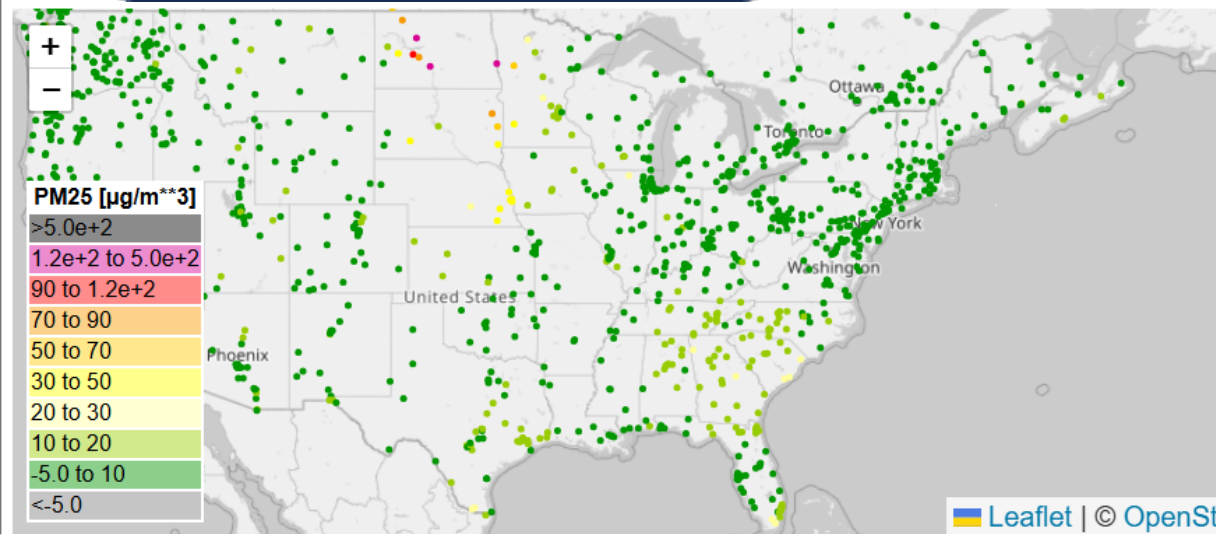 +
−
Ottawa
Toronto
New York
Washington
United States
Phoenix
PM25 [µg/m**3]
>5.0e+2
1.2e+2 to 5.0e+2
90 to 1.2e+2
70 to 90
50 to 70
30 to 50
20 to 30
10 to 20
-5.0 to 10
<-5.0
Leaflet | © OpenSt